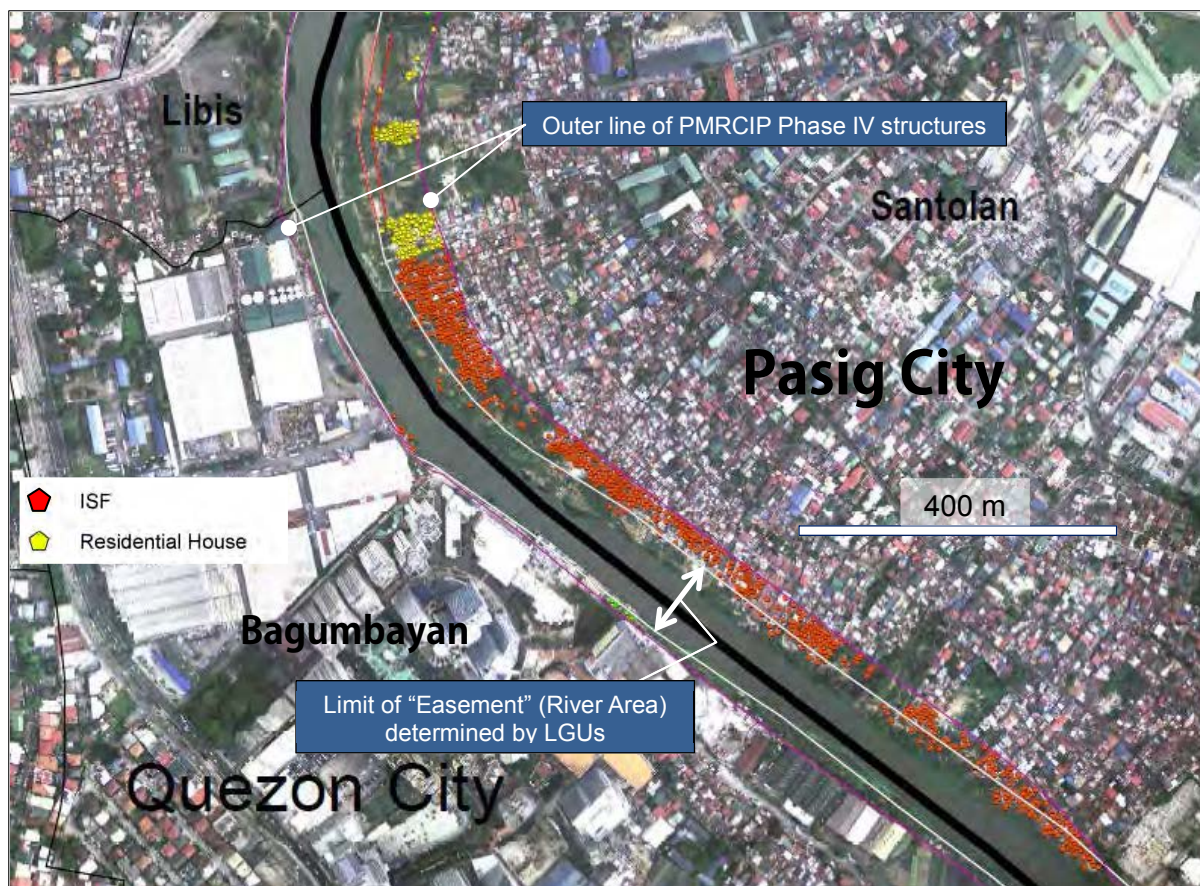 Libis
Outer line of PMRCIP Phase IV structures
Santolan
Pasig City
400 m
ISF
Residential House
Bagumbayan
Limit of “Easement” (River Area)
determined by LGUs
Quezon City